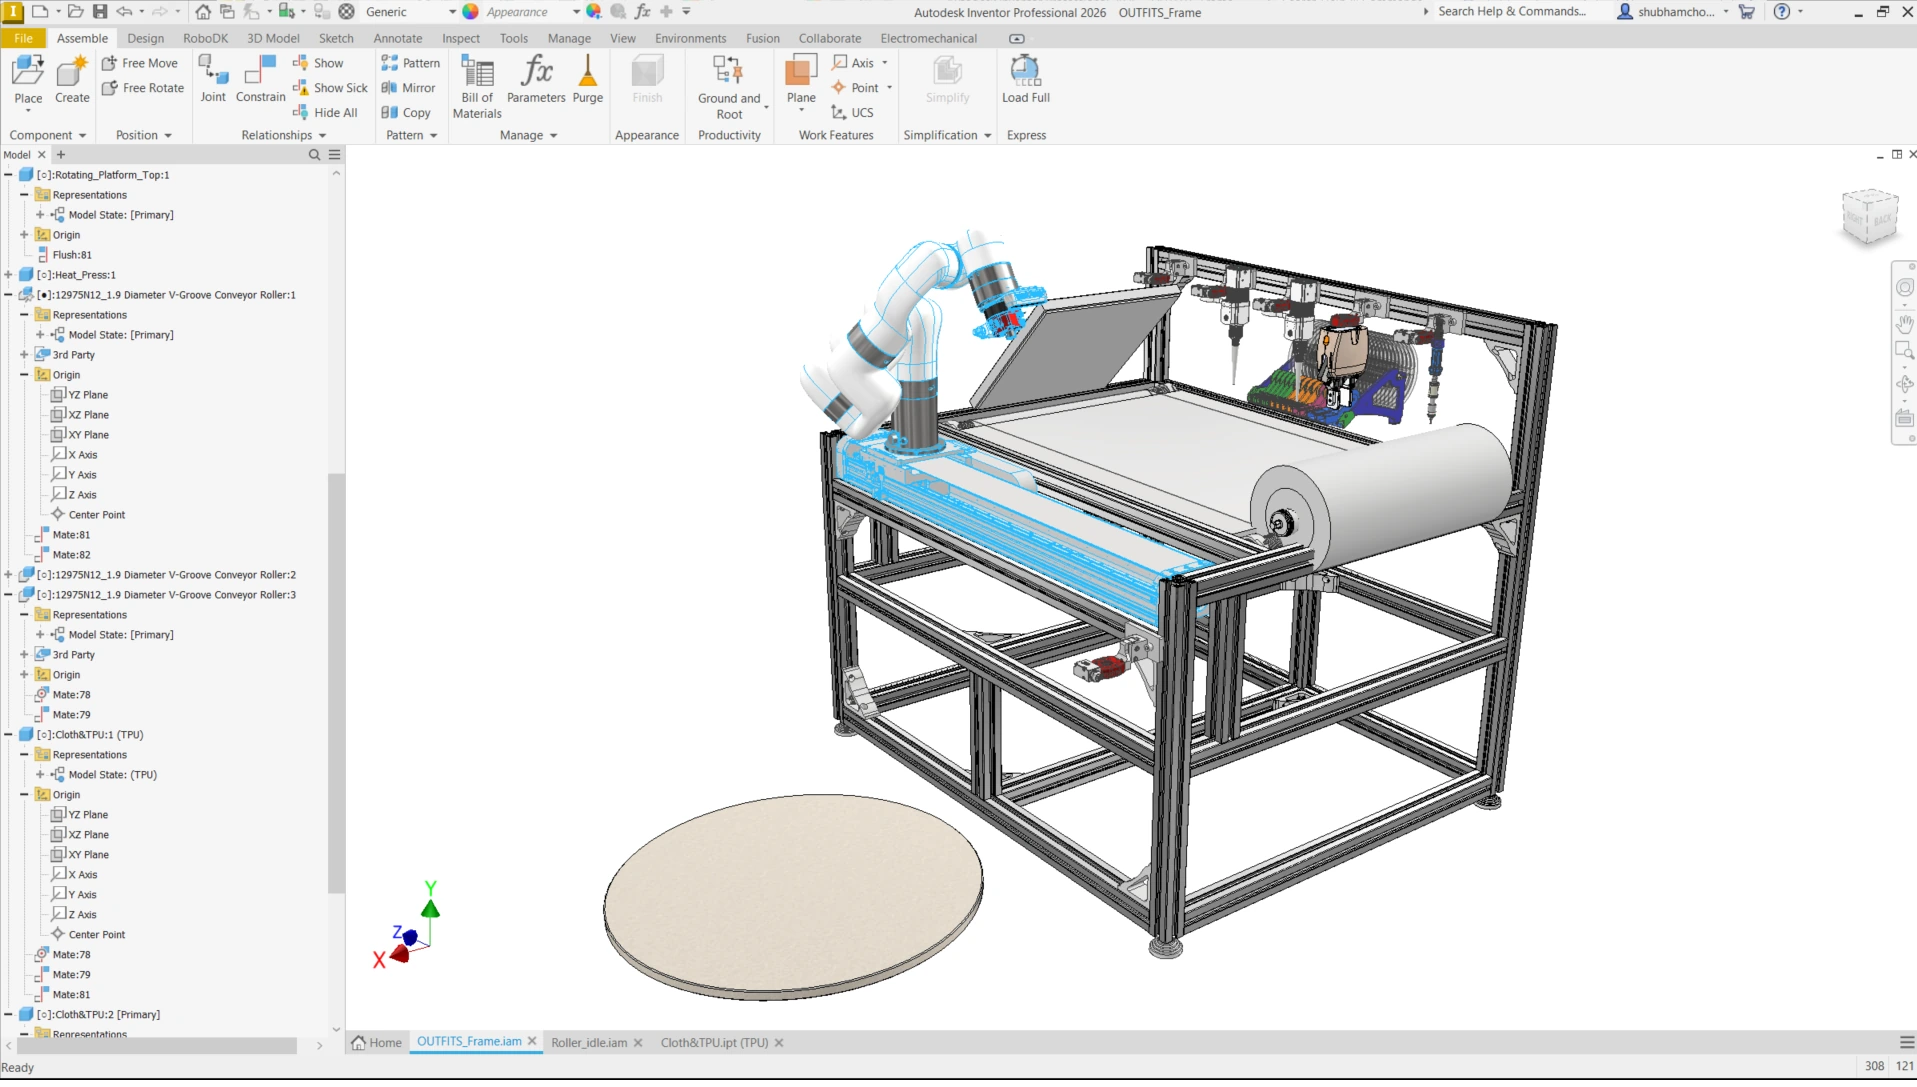 Generic
Appearance
fx
Autodesk Inventor Professional 2026 OUTFITS_Frame
Search Help & Commands...
shubhamcho...
File
Assemble
Design
RoboDK
3D Model
Sketch
Annotate
Inspect
Tools
Manage
View
Environments
Fusion
Collaborate
Electromechanical
Place
Create
Free Move
Free Rotate
Joint
Constrain
Show
Show Sick
Hide All
Pattern
Mirror
Copy
Bill of
Materials
fx
Parameters
Purge
Finish
Ground and
Root
Plane
Axis
Point
UCS
Simplify
Load Full
Component
Position
Relationships
Pattern
Manage
Appearance
Productivity
Work Features
Simplification
Express
Model
[○]:Rotating_Platform_Top:1
Representations
Model State: [Primary]
Origin
Flush:81
[○]:Heat_Press:1
[●]:12975N12_1.9 Diameter V-Groove Conveyor Roller:1
Representations
Model State: [Primary]
3rd Party
Origin
YZ Plane
XZ Plane
XY Plane
X Axis
Y Axis
Z Axis
Center Point
Mate:81
Mate:82
[○]:12975N12_1.9 Diameter V-Groove Conveyor Roller:2
[○]:12975N12_1.9 Diameter V-Groove Conveyor Roller:3
Representations
Model State: [Primary]
3rd Party
Origin
Mate:78
Mate:79
[○]:Cloth&TPU:1 (TPU)
Representations
Model State: (TPU)
Origin
YZ Plane
XZ Plane
XY Plane
X Axis
Y Axis
Z Axis
Center Point
Mate:78
Mate:79
Mate:81
[○]:Cloth&TPU:2 [Primary]
Representations
RIGHT
BACK
Y
Z
X
Home
OUTFITS_Frame.iam
Roller_idle.iam
Cloth&TPU.ipt (TPU)
Ready
308 121